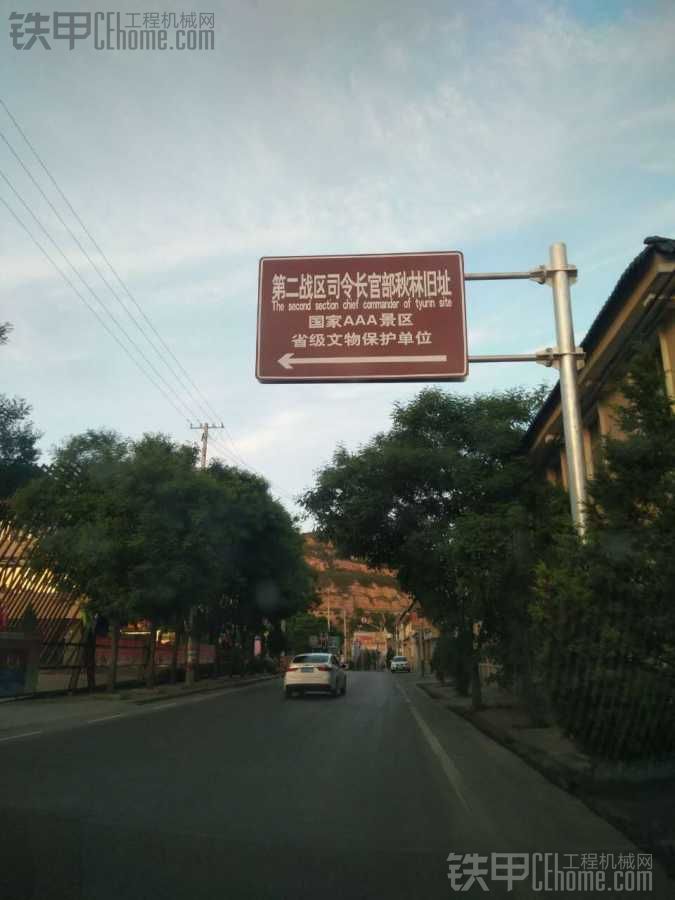 铁甲 工程机械网
CEhome.com
第二战区司令长官部秋林旧址
The second section chief commander of tyurin site
国家AAA景区
省级文物保护单位
铁甲 工程机械网
CEhome.com